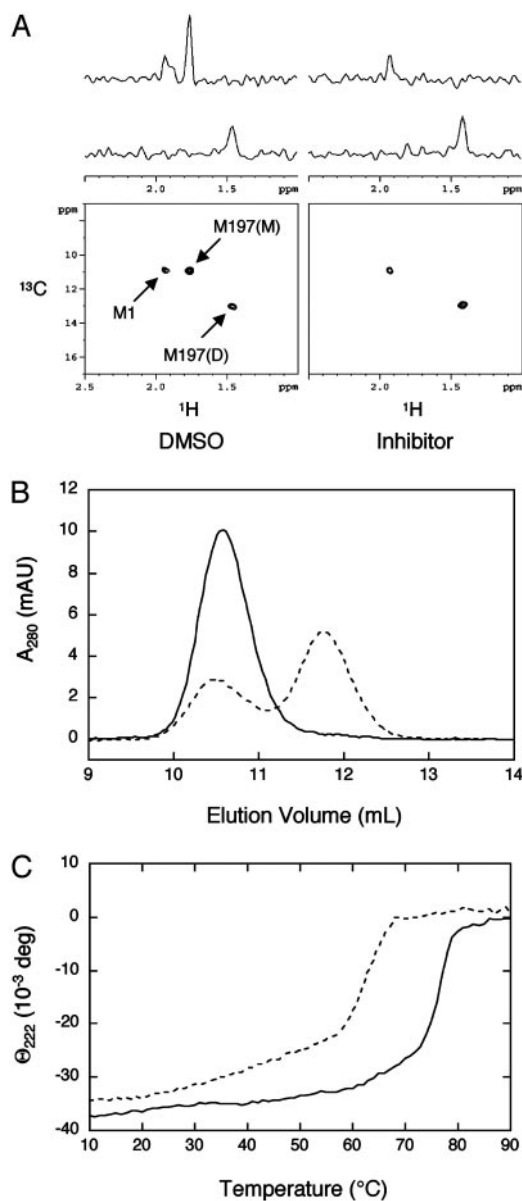 A
2.0 1.5 ppm 2.0 1.5 ppm
ppm
11
¹³C
14
16
17
M197(M)
M1
M197(D)
2.5 2.0 1.5 ppm 2.0 1.5 ppm
¹H ¹H
DMSO Inhibitor
B
12
10
8
6
4
2
0
A₂₈₀ (mAU)
9 10 11 12 13 14
Elution Volume (mL)
C
10
0
-10
-20
-30
-40
Θ₂₂₂ (10⁻³ deg)
10 20 30 40 50 60 70 80 90
Temperature (°C)